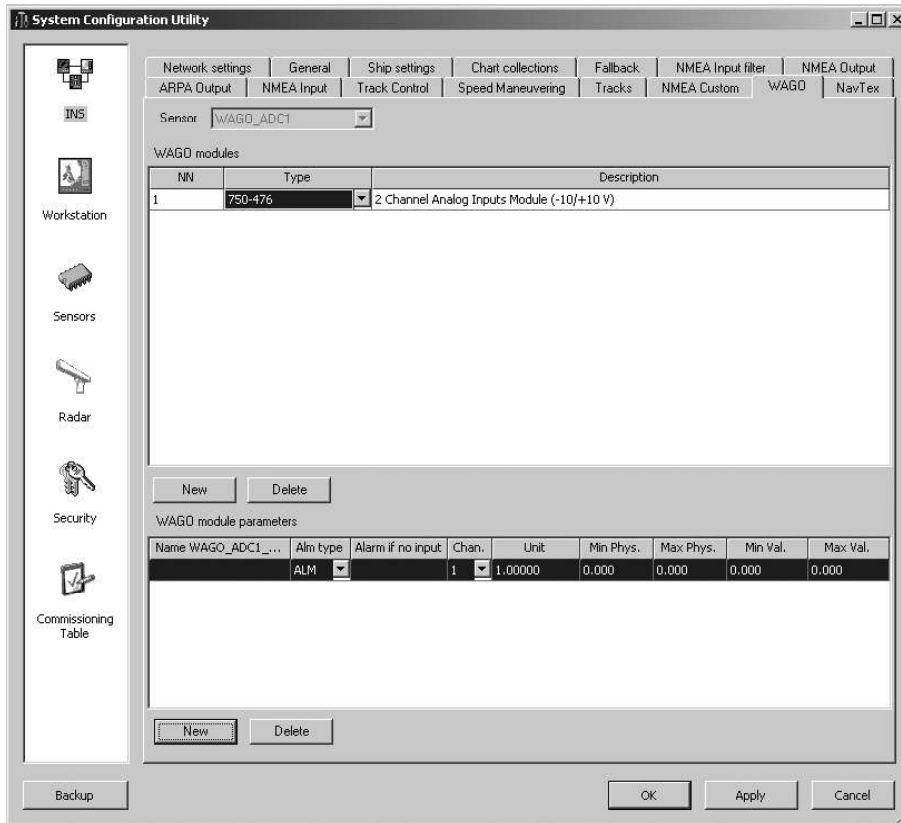 System Configuration Utility
INS
Workstation
Sensors
Radar
Security
Commissioning
Table
Network settings General Ship settings Chart collections Fallback NMEA Input filter NMEA Output
ARPA Output NMEA Input Track Control Speed Maneuvering Tracks NMEA Custom WAGO NavTex
Sensor WAGO_ADC1
WAGO modules
NN Type Description
1 750-476 2 Channel Analog Inputs Module (-10/+10 V)
New Delete
WAGO module parameters
Name WAGO_ADC1_... Alm type Alarm if no input Chan. Unit Min Phys. Max Phys. Min Val. Max Val.
ALM 1 1.00000 0.000 0.000 0.000 0.000
New Delete
Backup OK Apply Cancel